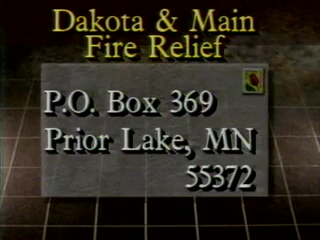 Dakota & Main
Fire Relief
P.O. Box 369
Prior Lake, MN
55372